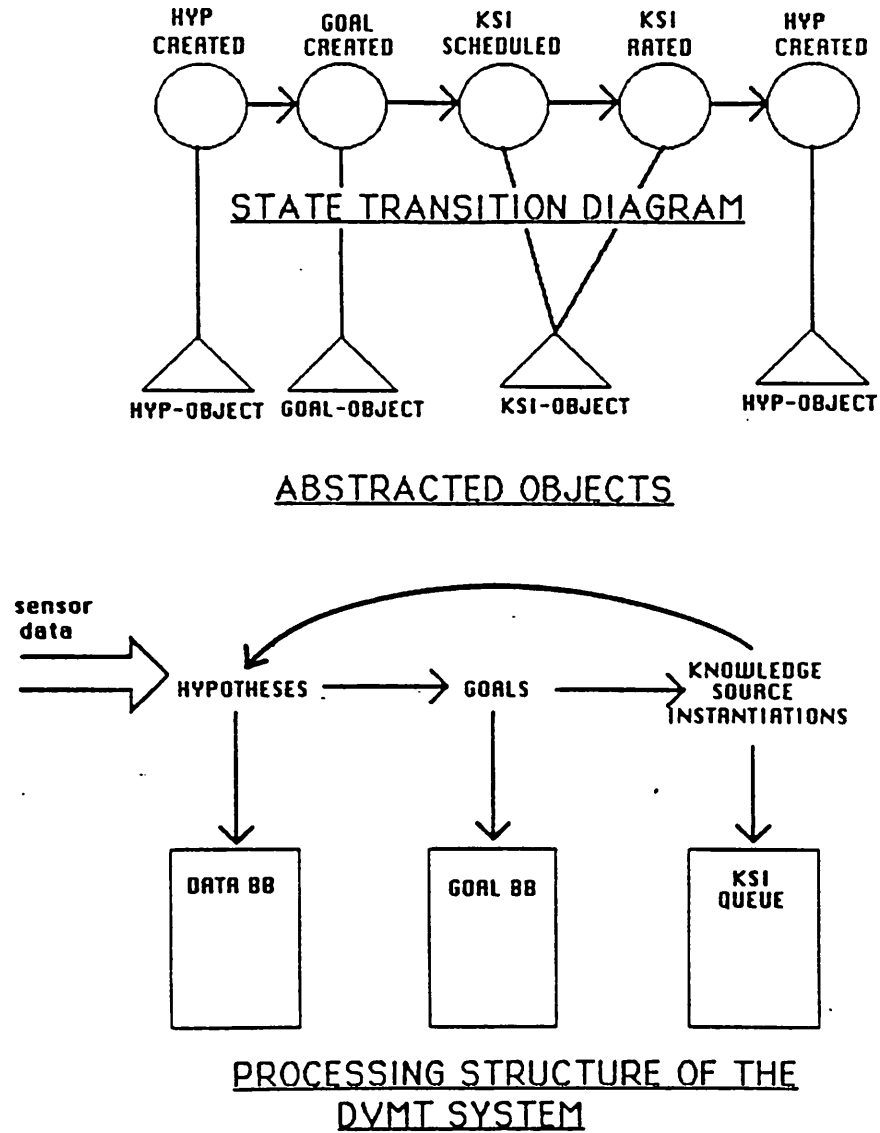 HYP
CREATED
GOAL
CREATED
KSI
SCHEDULED
KSI
RATED
HYP
CREATED
STATE TRANSITION DIAGRAM
HYP-OBJECT
GOAL-OBJECT
KSI-OBJECT
HYP-OBJECT
ABSTRACTED OBJECTS
sensor
data
HYPOTHESES
GOALS
KNOWLEDGE
SOURCE
INSTANTIATIONS
DATA BB
GOAL BB
KSI
QUEUE
PROCESSING STRUCTURE OF THE
DVMT SYSTEM